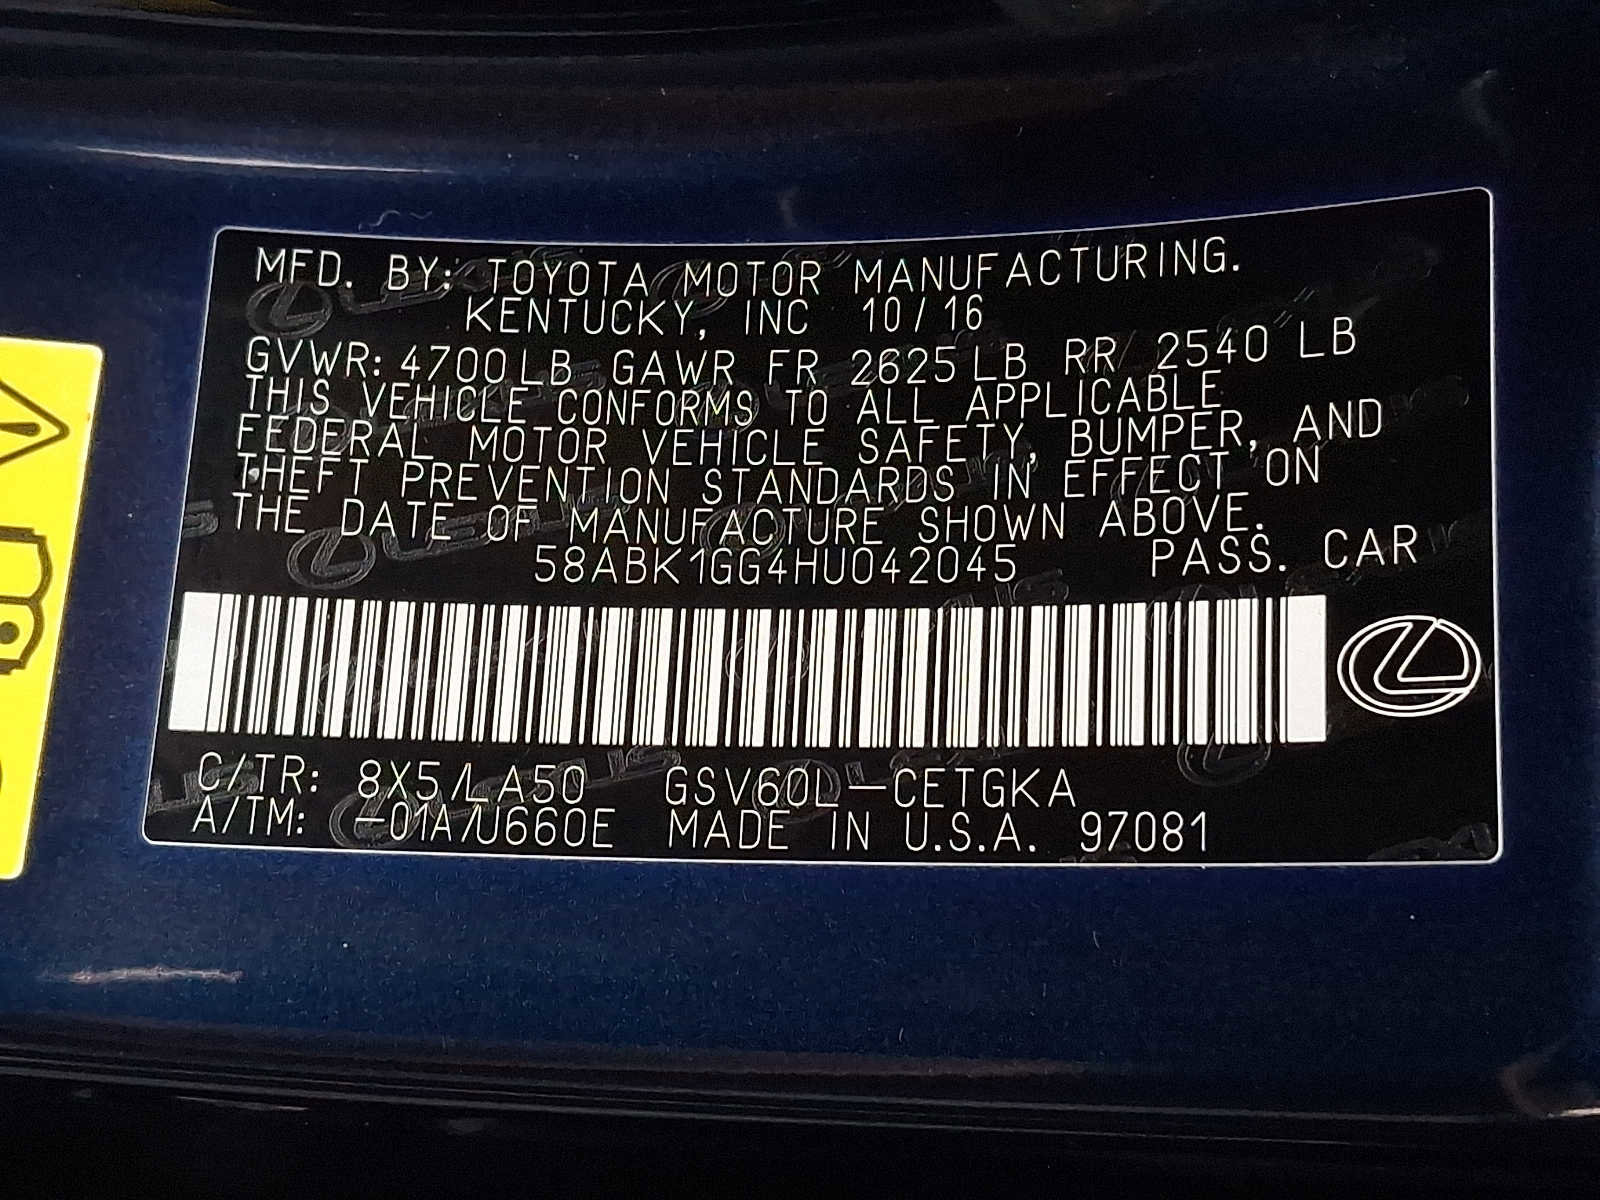 MFD. BY: TOYOTA MOTOR MANUFACTURING.
KENTUCKY, INC 10/16
GVWR: 4700LB GAWR FR 2625LB RR 2540 LB
THIS VEHICLE CONFORMS TO ALL APPLICABLE
FEDERAL MOTOR VEHICLE SAFETY, BUMPER, AND
THEFT PREVENTION STANDARDS IN EFFECT ON
THE DATE OF MANUFACTURE SHOWN ABOVE.
58ABK1GG4HU042045 PASS. CAR
C/TR: 8X5/LA50 GSV60L-CETGKA
A/TM: -01A/U660E MADE IN U.S.A. 97081